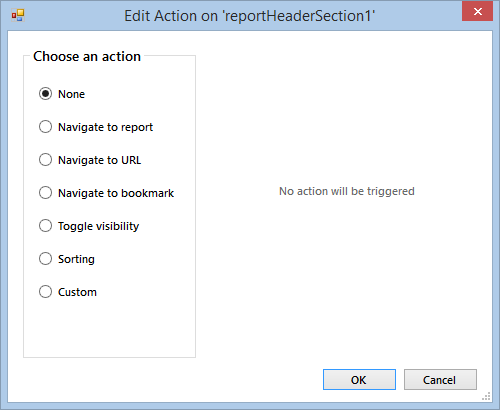 Edit Action on 'reportHeaderSection1'
Choose an action
None
Navigate to report
Navigate to URL
Navigate to bookmark
Toggle visibility
Sorting
Custom
No action will be triggered
OK
Cancel